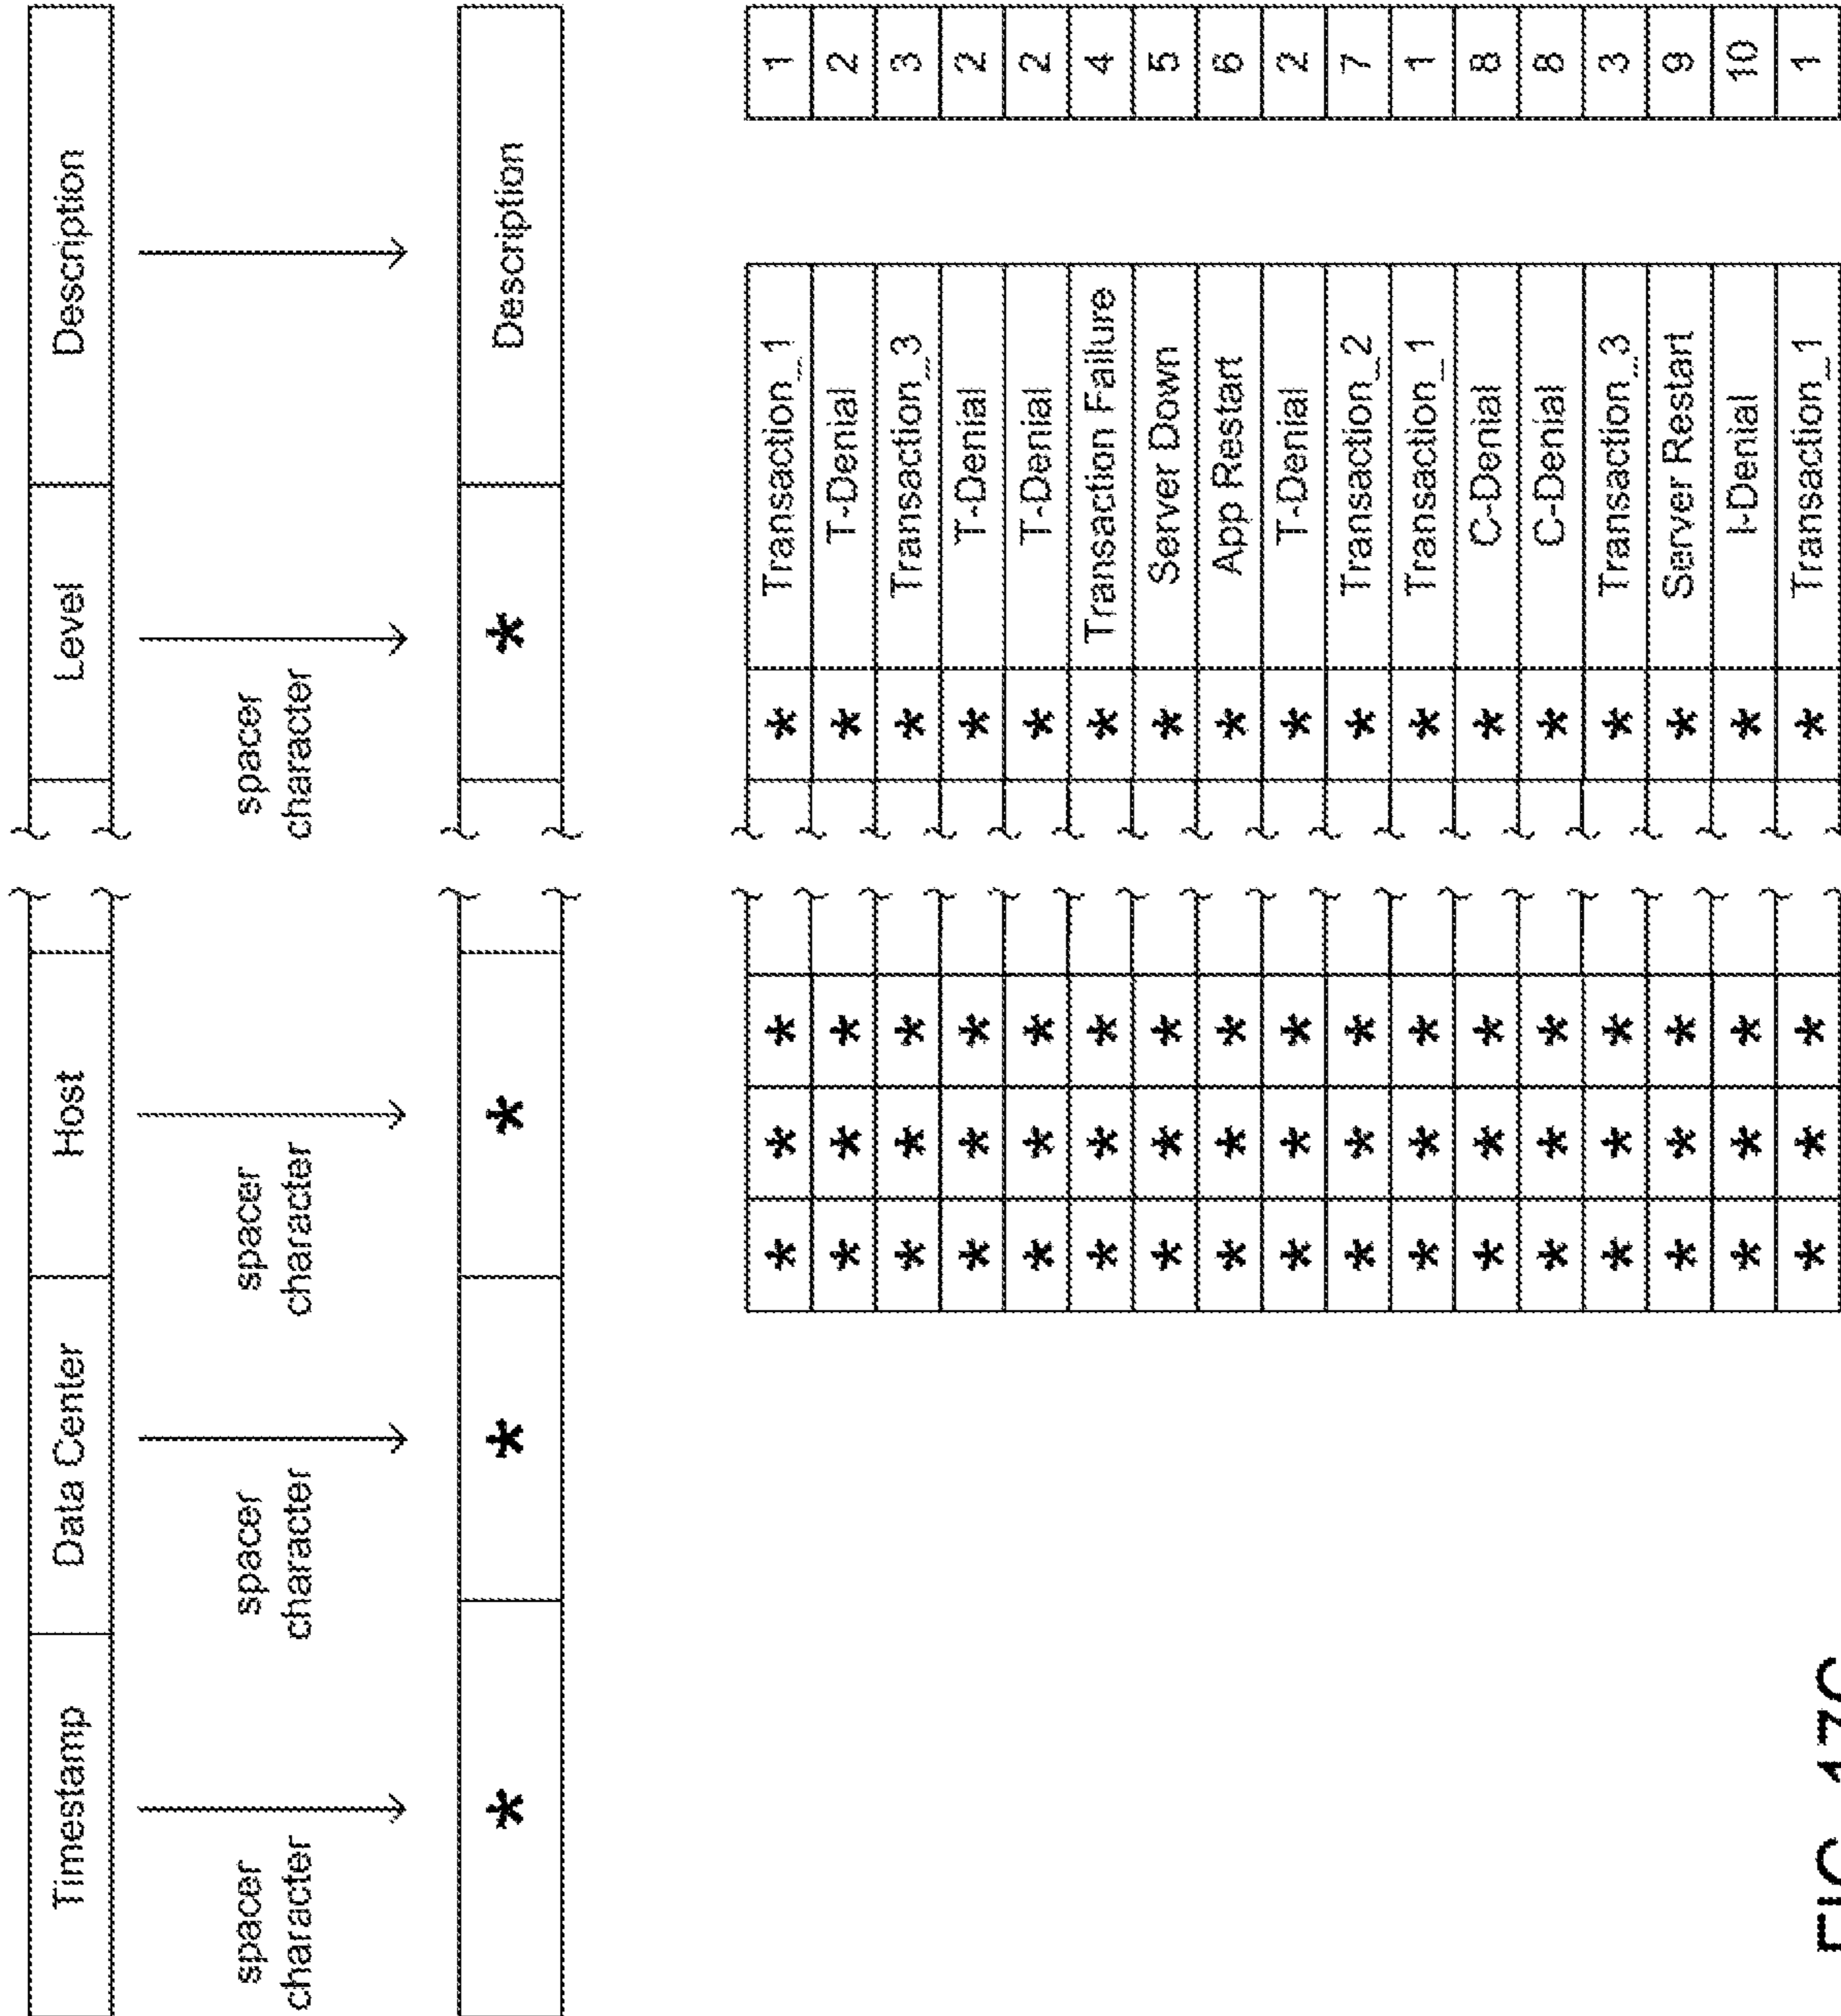 Timestamp Data Center Host Level Description
spacer character spacer character spacer character spacer character
* * * * Description
* * * * Transaction_1 1
* * * * T-Denial 2
* * * * Transaction_3 3
* * * * T-Denial 2
* * * * T-Denial 2
* * * * Transaction Failure 4
* * * * Server Down 5
* * * * App Restart 6
* * * * T-Denial 2
* * * * Transaction_2 7
* * * * Transaction_1 1
* * * * C-Denial 8
* * * * C-Denial 8
* * * * Transaction_3 3
* * * * Server Restart 9
* * * * I-Denial 10
* * * * Transaction_1 1